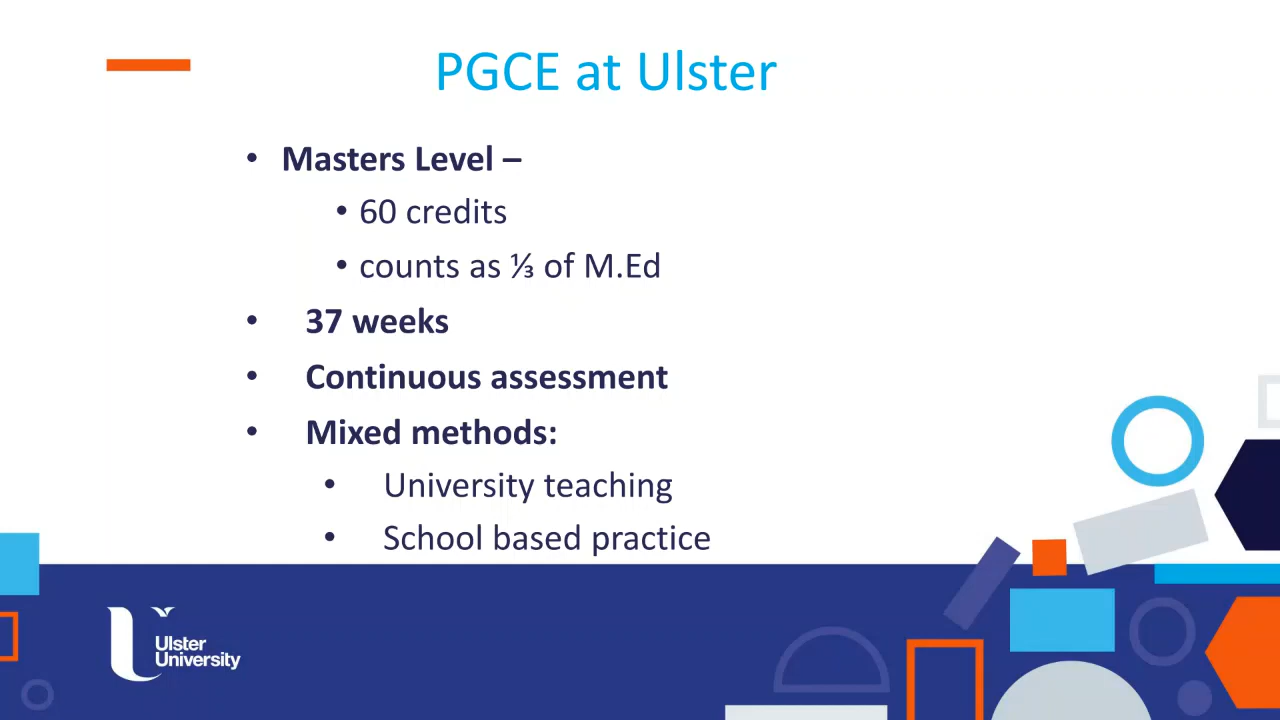 PGCE at Ulster
• Masters Level –
• 60 credits
• counts as ⅓ of M.Ed
• 37 weeks
• Continuous assessment
• Mixed methods:
• University teaching
• School based practice
Ulster
University